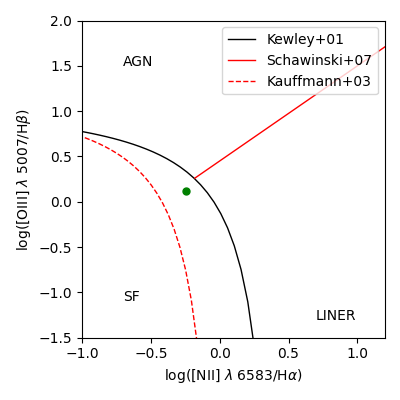 2.0
1.5
1.0
0.5
0.0
−0.5
−1.0
−1.5
log([OIII] λ 5007/Hβ)
AGN
Kewley+01
Schawinski+07
Kauffmann+03
SF
LINER
−1.0 −0.5 0.0 0.5 1.0
log([NII] λ 6583/Hα)